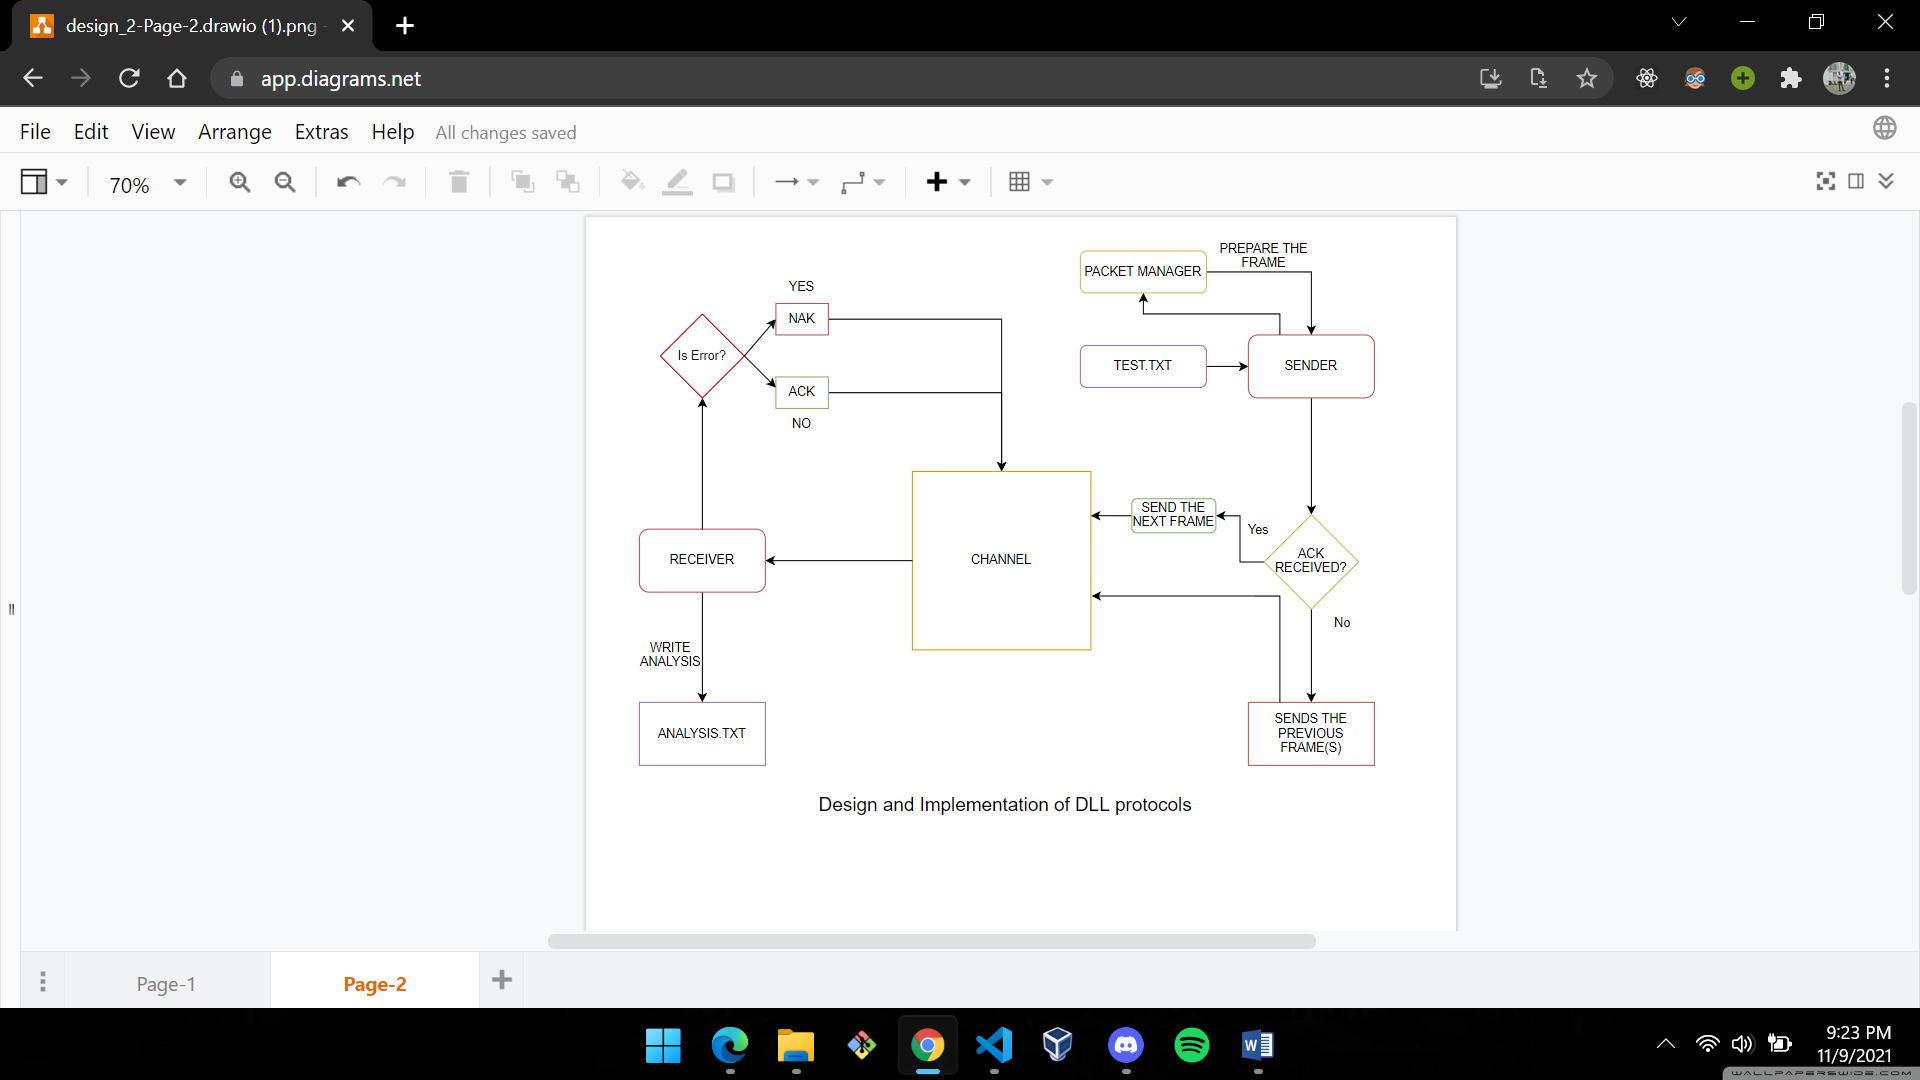 design_2-Page-2.drawio (1).png -
app.diagrams.net
File Edit View Arrange Extras Help All changes saved
70%
PREPARE THE
FRAME
PACKET MANAGER
YES
NAK
Is Error?
TEST.TXT
SENDER
ACK
NO
SEND THE
NEXT FRAME
Yes
ACK
RECEIVED?
RECEIVER
CHANNEL
No
WRITE
ANALYSIS
ANALYSIS.TXT
SENDS THE
PREVIOUS
FRAME(S)
Design and Implementation of DLL protocols
Page-1
Page-2
9:23 PM
11/9/2021
WALLPAPERSWIDE.COM